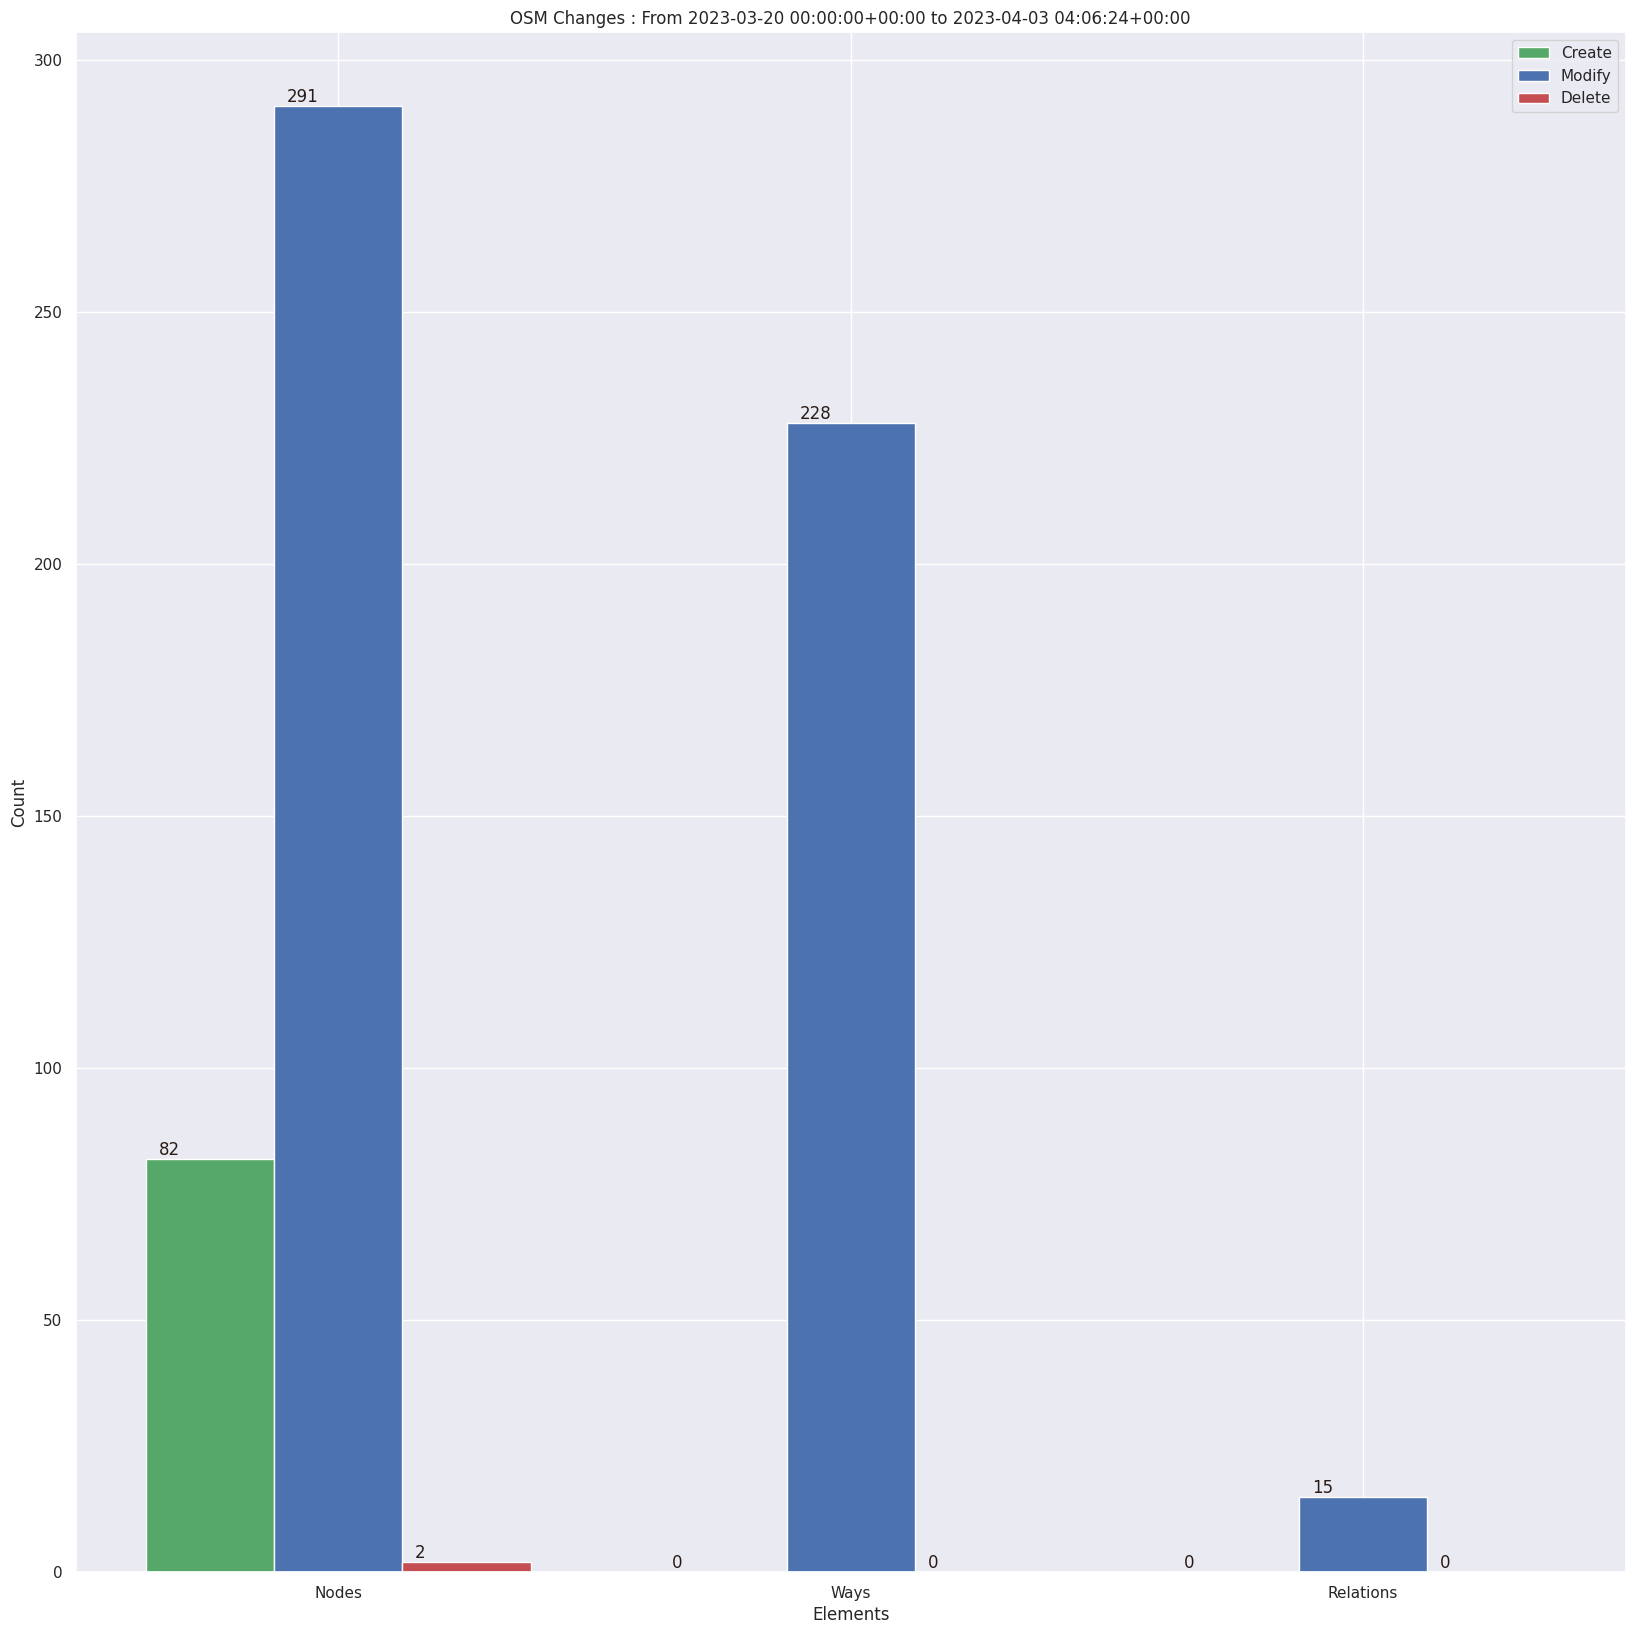 OSM Changes : From 2023-03-20 00:00:00+00:00 to 2023-04-03 04:06:24+00:00
Create
Modify
Delete
Count
300
250
200
150
100
50
0
82
291
2
0
228
0
0
15
0
Nodes
Ways
Relations
Elements